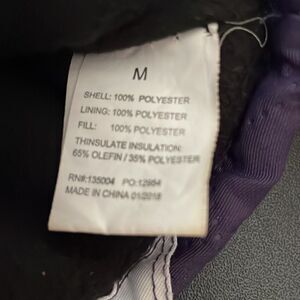 M
SHELL: 100% POLYESTER
LINING: 100% POLYESTER
FILL: 100% POLYESTER
THINSULATE INSULATION:
65% OLEFIN / 35% POLYESTER
RN#:135004 PO:12984
MADE IN CHINA 01/2018